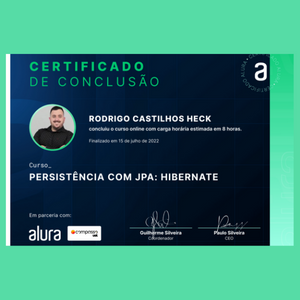 CERTIFICADO
DE CONCLUSÃO
RODRIGO CASTILHOS HECK
concluiu o curso online com carga horária estimada em 8 horas.
Finalizado em 15 de julho de 2022
Curso_
PERSISTÊNCIA COM JPA: HIBERNATE
Em parceria com:
alura
Guilherme Silveira
Coordenador
Paulo Silveira
CEO